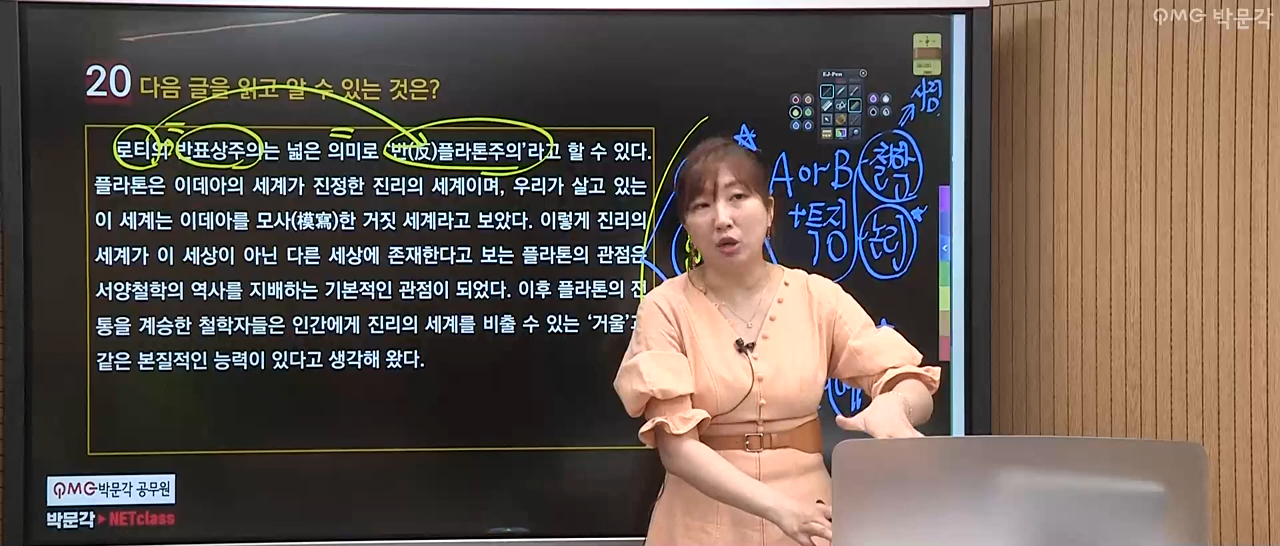 PMG 박문각
20 다음 글을 읽고 알 수 있는 것은?
로티의 반표상주의는 넓은 의미로 ‘반(反)플라톤주의’라고 할 수 있다.
플라톤은 이데아의 세계가 진정한 진리의 세계이며, 우리가 살고 있는
이 세계는 이데아를 모사(模寫)한 거짓 세계라고 보았다. 이렇게 진리의
세계가 이 세상이 아닌 다른 세상에 존재한다고 보는 플라톤의 관점은
서양철학의 역사를 지배하는 기본적인 관점이 되었다. 이후 플라톤의 전
통을 계승한 철학자들은 인간에게 진리의 세계를 비출 수 있는 ‘거울’과
같은 본질적인 능력이 있다고 생각해 왔다.
EJ-Pen
A or B
+특징
철학
논리
PMG 박문각 공무원
박문각 ▶ NETclass